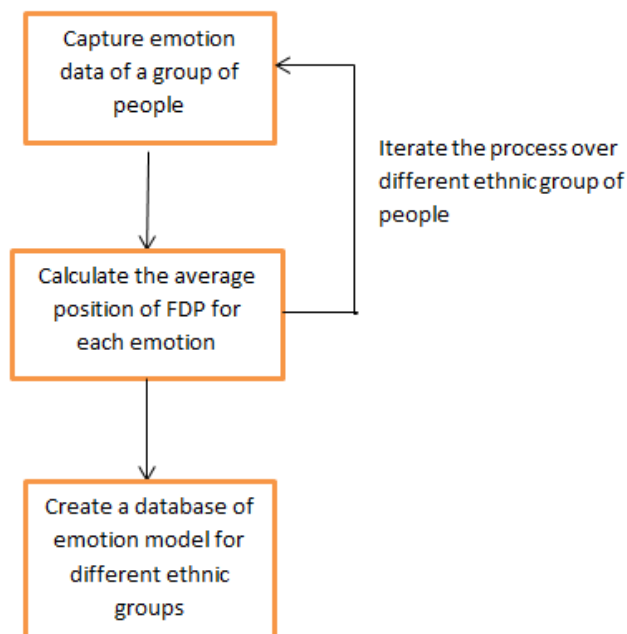 Capture emotion
data of a group of
people
Iterate the process over
different ethnic group of
people
Calculate the average
position of FDP for
each emotion
Create a database of
emotion model for
different ethnic
groups